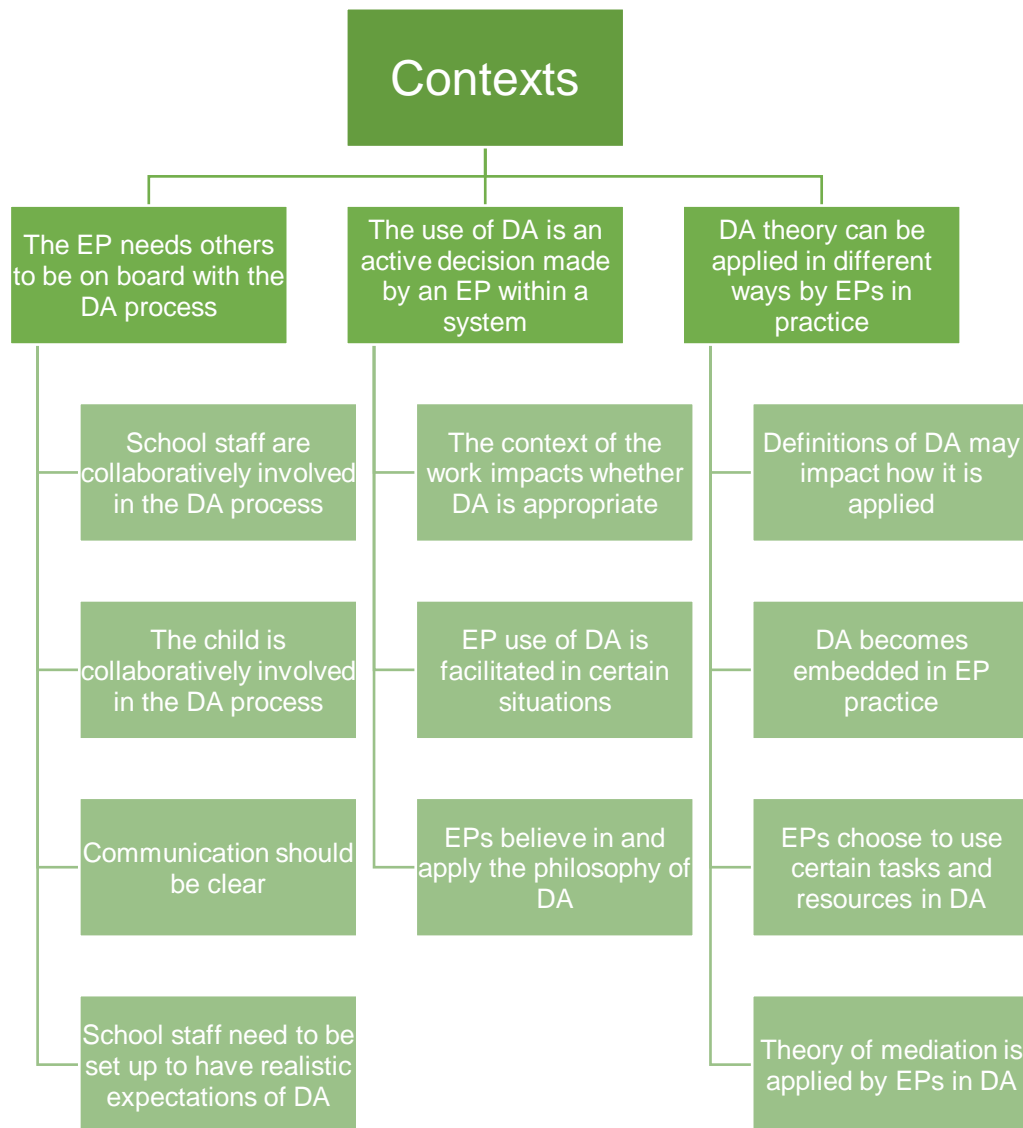 Contexts
The EP needs others
to be on board with the
DA process
School staff are
collaboratively involved
in the DA process
The child is
collaboratively involved
in the DA process
Communication should
be clear
School staff need to be
set up to have realistic
expectations of DA
The use of DA is an
active decision made
by an EP within a
system
The context of the
work impacts whether
DA is appropriate
EP use of DA is
facilitated in certain
situations
EPs believe in and
apply the philosophy of
DA
DA theory can be
applied in different
ways by EPs in
practice
Definitions of DA may
impact how it is
applied
DA becomes
embedded in EP
practice
EPs choose to use
certain tasks and
resources in DA
Theory of mediation is
applied by EPs in DA